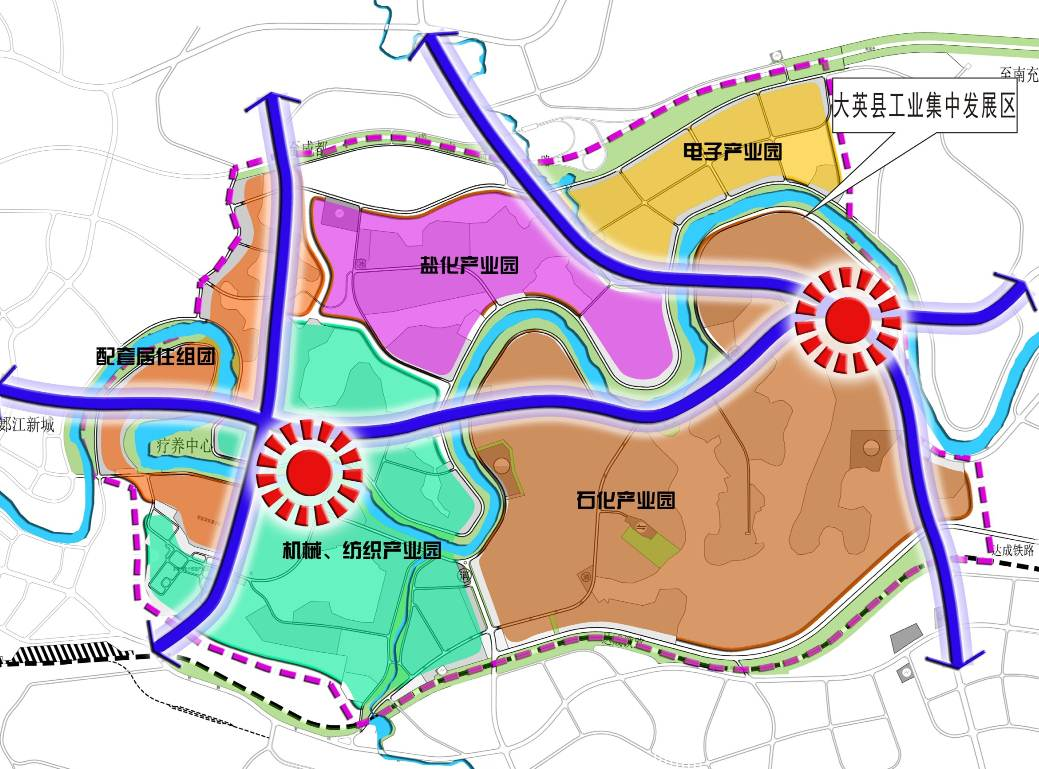 至南充
大英县工业集中发展区
至成都
电子产业园
盐化产业园
配套居住组团
郪江新城
疗养中心
石化产业园
机械、纺织产业园
达成铁路